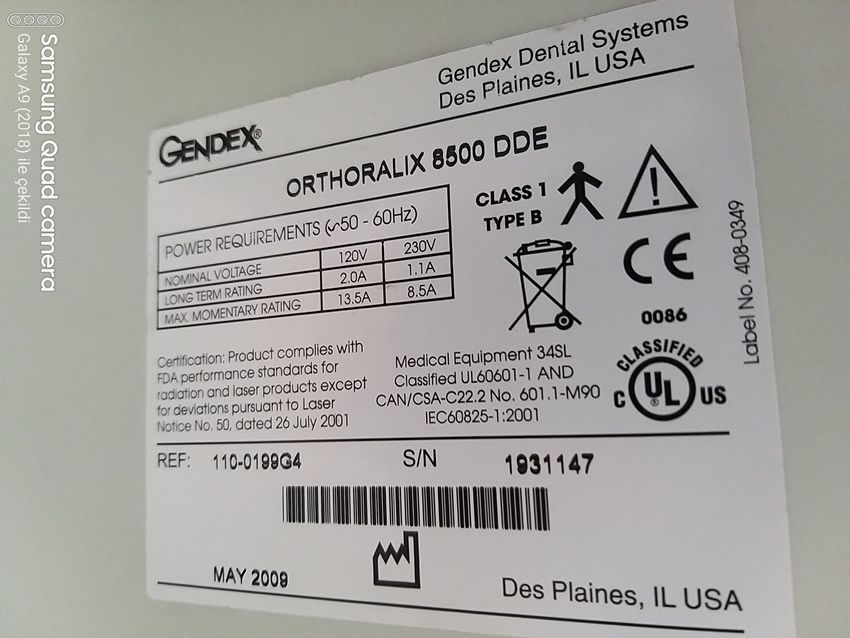 Gendex Dental Systems
Des Plaines, IL USA
GENDEX®
ORTHORALIX 8500 DDE
POWER REQUIREMENTS (∿50 - 60Hz)
NOMINAL VOLTAGE 120V 230V
LONG TERM RATING 2.0A 1.1A
MAX. MOMENTARY RATING 13.5A 8.5A
CLASS 1
TYPE B
!
CE
0086
Label No. 408-0349
Certification: Product complies with
FDA performance standards for
radiation and laser products except
for deviations pursuant to Laser
Notice No. 50, dated 26 July 2001
Medical Equipment 34SL
Classified UL60601-1 AND
CAN/CSA-C22.2 No. 601.1-M90
IEC60825-1:2001
CLASSIFIED
C UL® US
REF: 110-0199G4 S/N 1931147
MAY 2009
Des Plaines, IL USA
Samsung Quad camera
Galaxy A9 (2018) ile çekildi